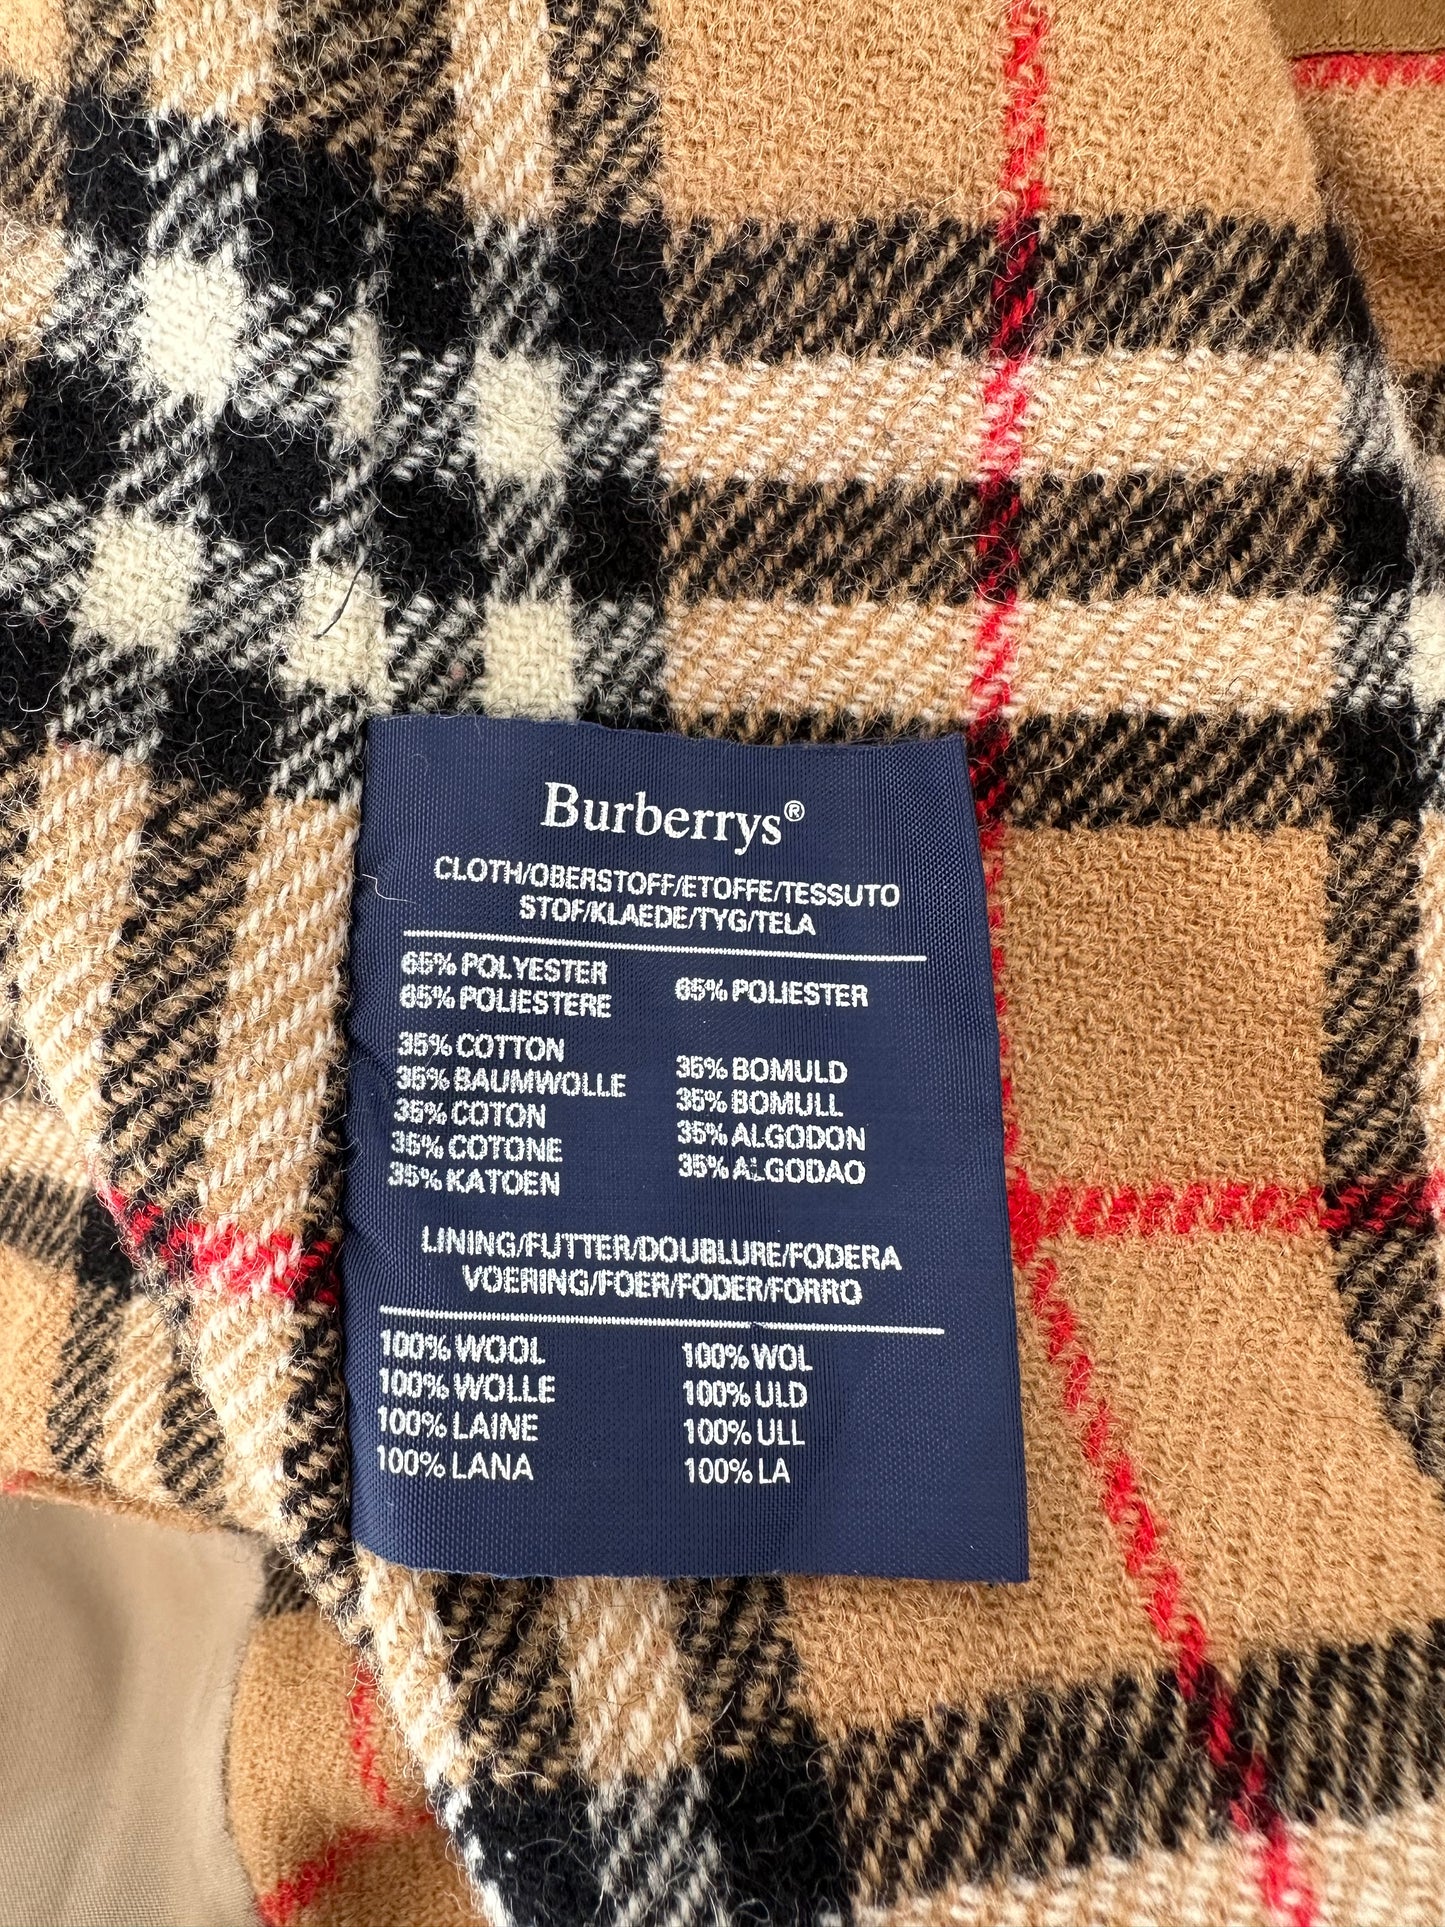 Burberrys®
CLOTH/OBERSTOFF/ETOFFE/TESSUTO
STOF/KLAEDE/TYG/TELA
65% POLYESTER
65% POLIESTERE
65% POLIESTER
35% COTTON
35% BAUMWOLLE
35% COTON
35% COTONE
35% KATOEN
35% BOMULD
35% BOMULL
35% ALGODON
35% ALGODAO
LINING/FUTTER/DOUBLURE/FODERA
VOERING/FOER/FODER/FORRO
100% WOOL
100% WOLLE
100% LAINE
100% LANA
100% WOL
100% ULD
100% ULL
100% LA